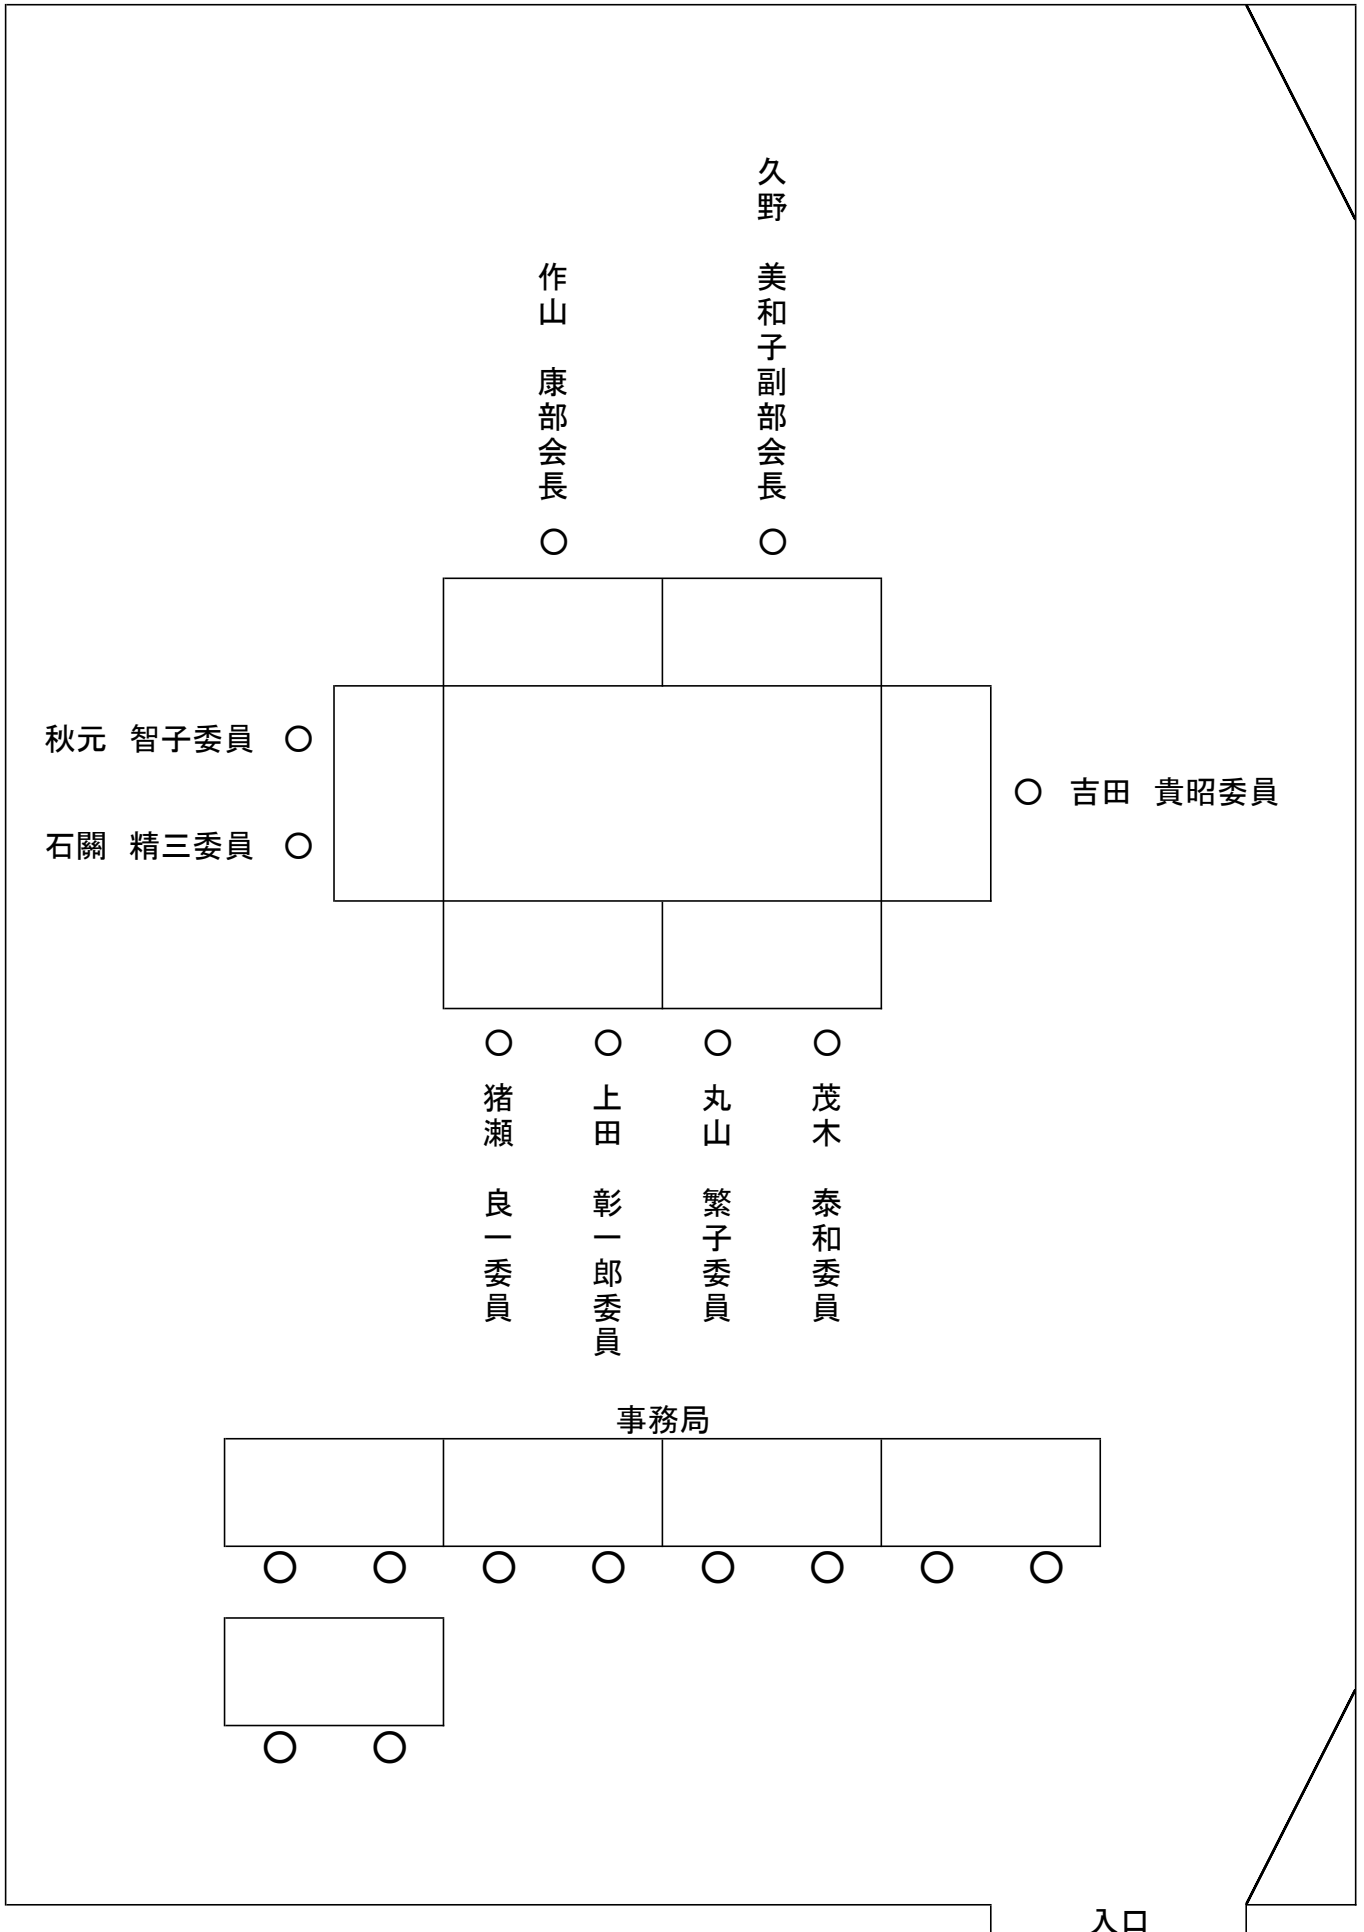 久野　美和子副部会長
作山　康部会長
秋元　智子委員
石關　精三委員
吉田　貴昭委員
茂木　泰和委員
丸山　繁子委員
上田　彰一郎委員
猪瀬　良一委員
事務局
入口